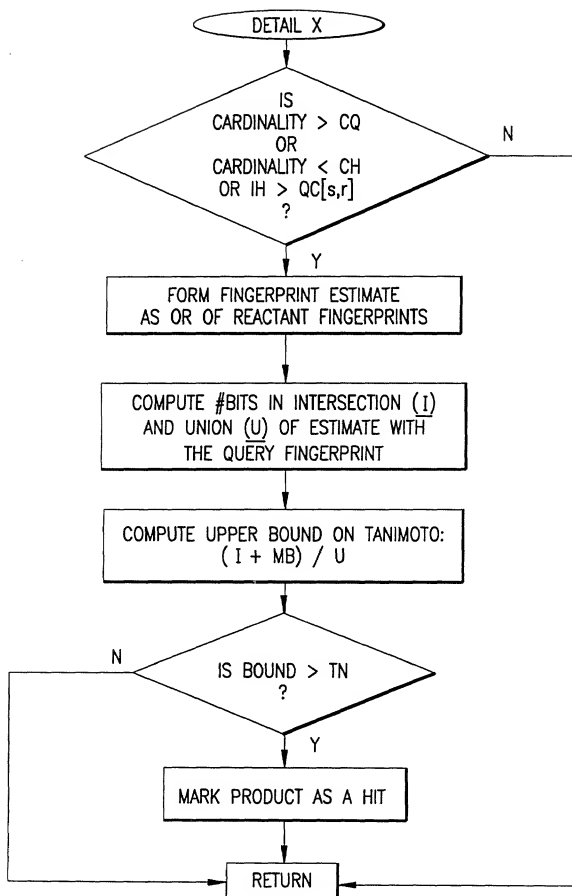 DETAIL X
IS
CARDINALITY > CQ
OR
CARDINALITY < CH
OR IH > QC[s,r]
?
N
Y
FORM FINGERPRINT ESTIMATE
AS OR OF REACTANT FINGERPRINTS
COMPUTE #BITS IN INTERSECTION (I)
AND UNION (U) OF ESTIMATE WITH
THE QUERY FINGERPRINT
COMPUTE UPPER BOUND ON TANIMOTO:
( I + MB) / U
N
IS BOUND > TN
?
Y
MARK PRODUCT AS A HIT
RETURN